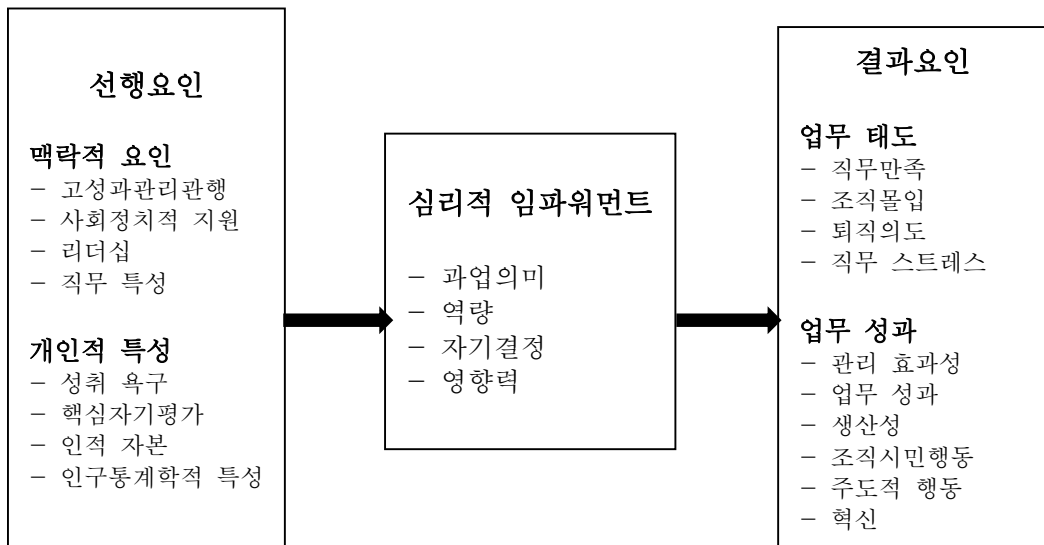 선행요인
맥락적 요인
– 고성과관리관행
– 사회정치적 지원
– 리더십
– 직무 특성
개인적 특성
– 성취 욕구
– 핵심자기평가
– 인적 자본
– 인구통계학적 특성
심리적 임파워먼트
– 과업의미
– 역량
– 자기결정
– 영향력
결과요인
업무 태도
– 직무만족
– 조직몰입
– 퇴직의도
– 직무 스트레스
업무 성과
– 관리 효과성
– 업무 성과
– 생산성
– 조직시민행동
– 주도적 행동
– 혁신